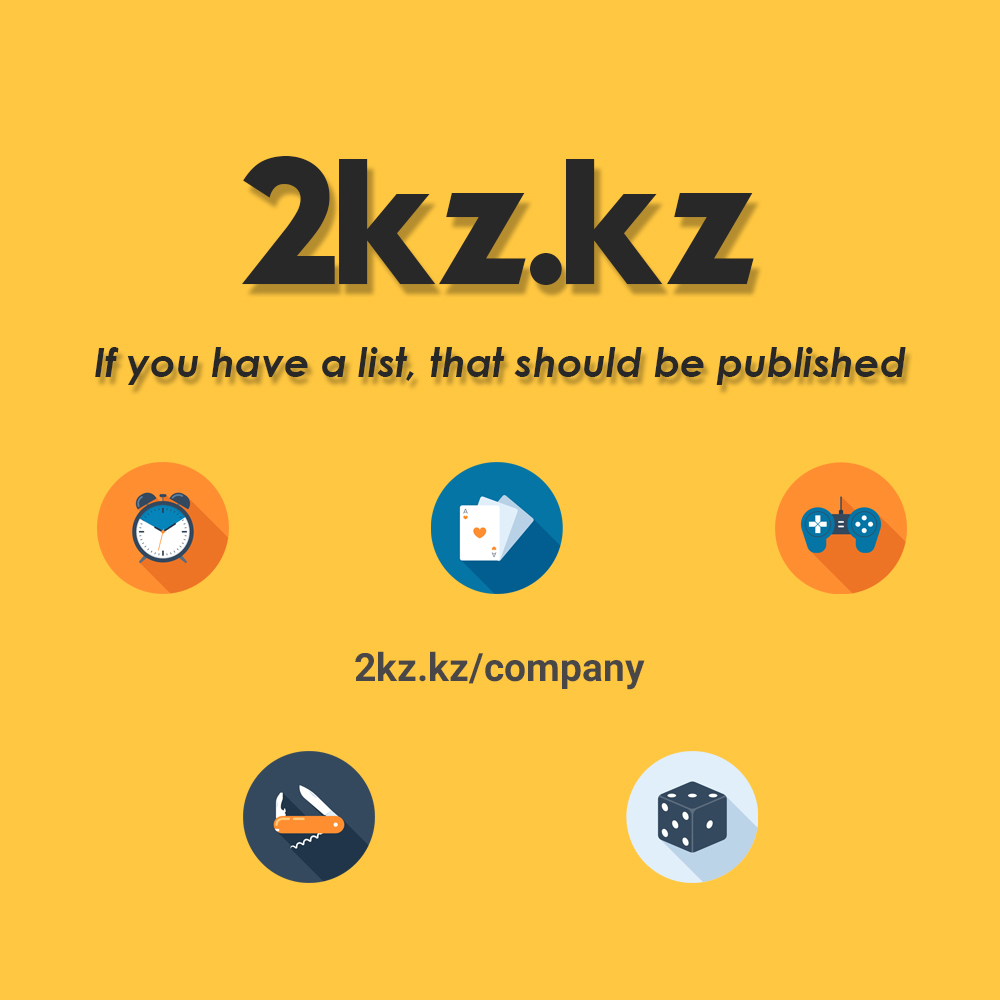 2kz.kz
If you have a list, that should be published
A
A
2kz.kz/company